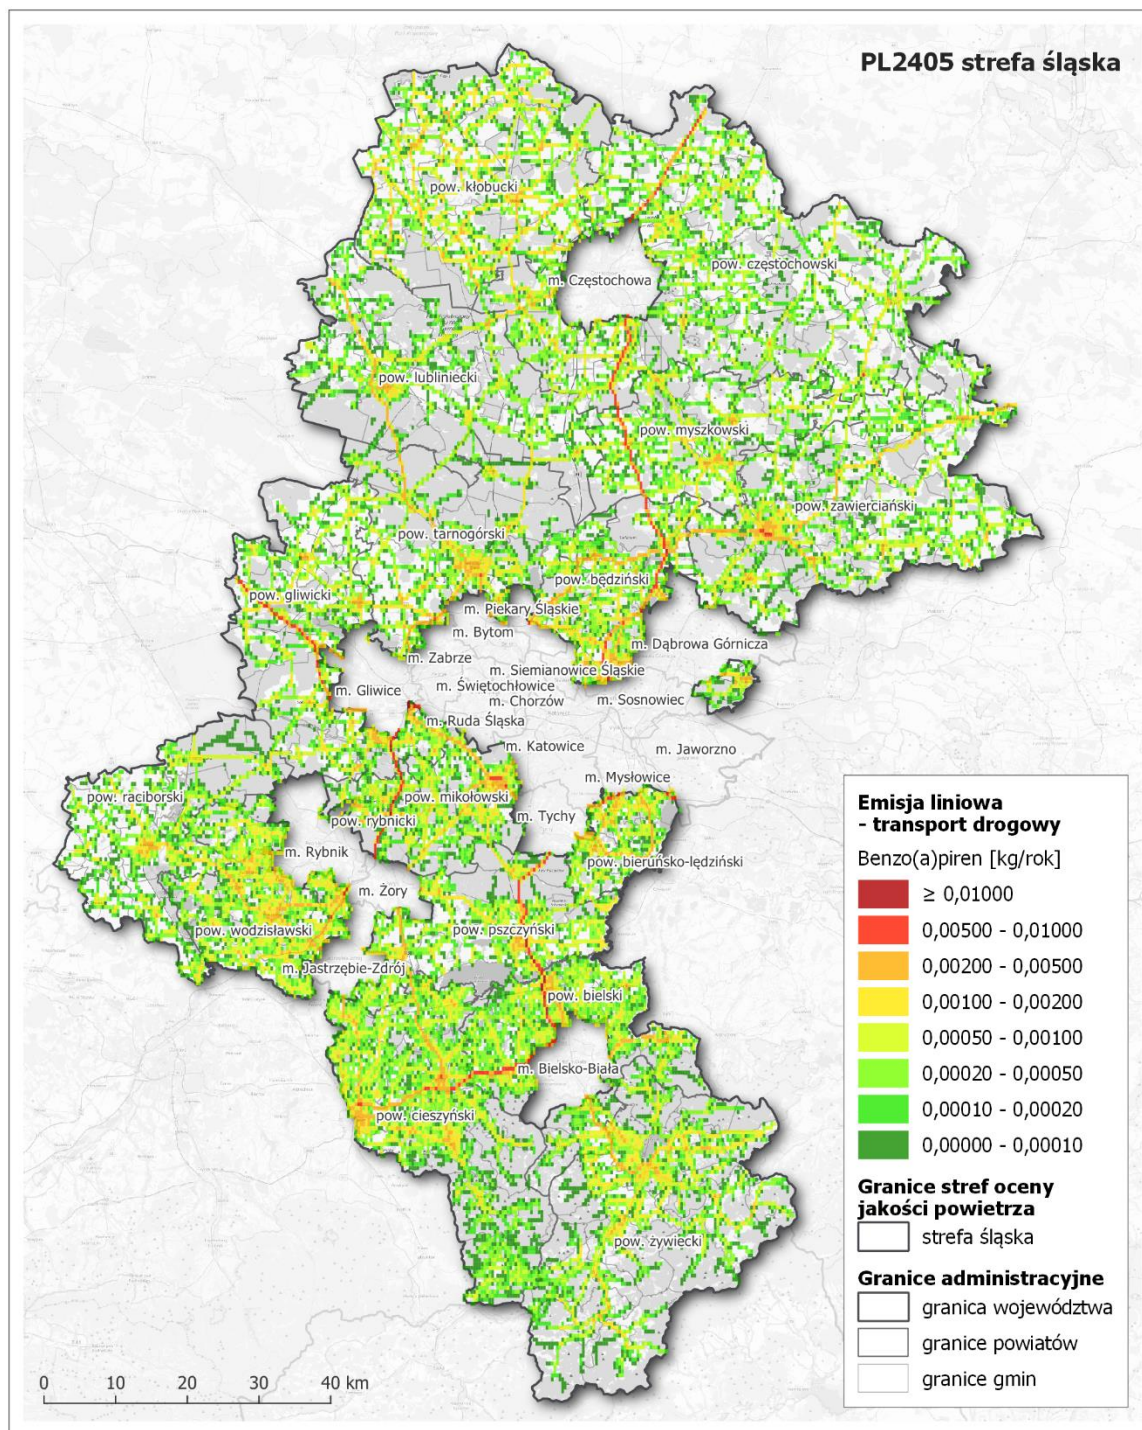 PL2405 strefa śląska
pow. kłobucki
pow. częstochowski
m. Częstochowa
pow. lubliniecki
pow. myszkowski
pow. zawierciański
pow. tarnogórski
pow. będziński
pow. gliwicki
m. Piekary Śląskie
m. Bytom
m. Dąbrowa Górnicza
m. Zabrze
m. Siemianowice Śląskie
m. Świętochłowice
m. Gliwice
m. Chorzów
m. Sosnowiec
m. Ruda Śląska
m. Katowice
m. Jaworzno
m. Mysłowice
pow. raciborski
pow. mikołowski
m. Tychy
pow. rybnicki
m. Rybnik
pow. bieruńsko-lędziński
m. Żory
pow. wodzisławski
pow. pszczyński
m. Jastrzębie-Zdrój
pow. bielski
m. Bielsko-Biała
pow. cieszyński
pow. żywiecki
Emisja liniowa
- transport drogowy
Benzo(a)piren [kg/rok]
≥ 0,01000
0,00500 - 0,01000
0,00200 - 0,00500
0,00100 - 0,00200
0,00050 - 0,00100
0,00020 - 0,00050
0,00010 - 0,00020
0,00000 - 0,00010
Granice stref oceny
jakości powietrza
strefa śląska
Granice administracyjne
granica województwa
granice powiatów
granice gmin
0 10 20 30 40 km